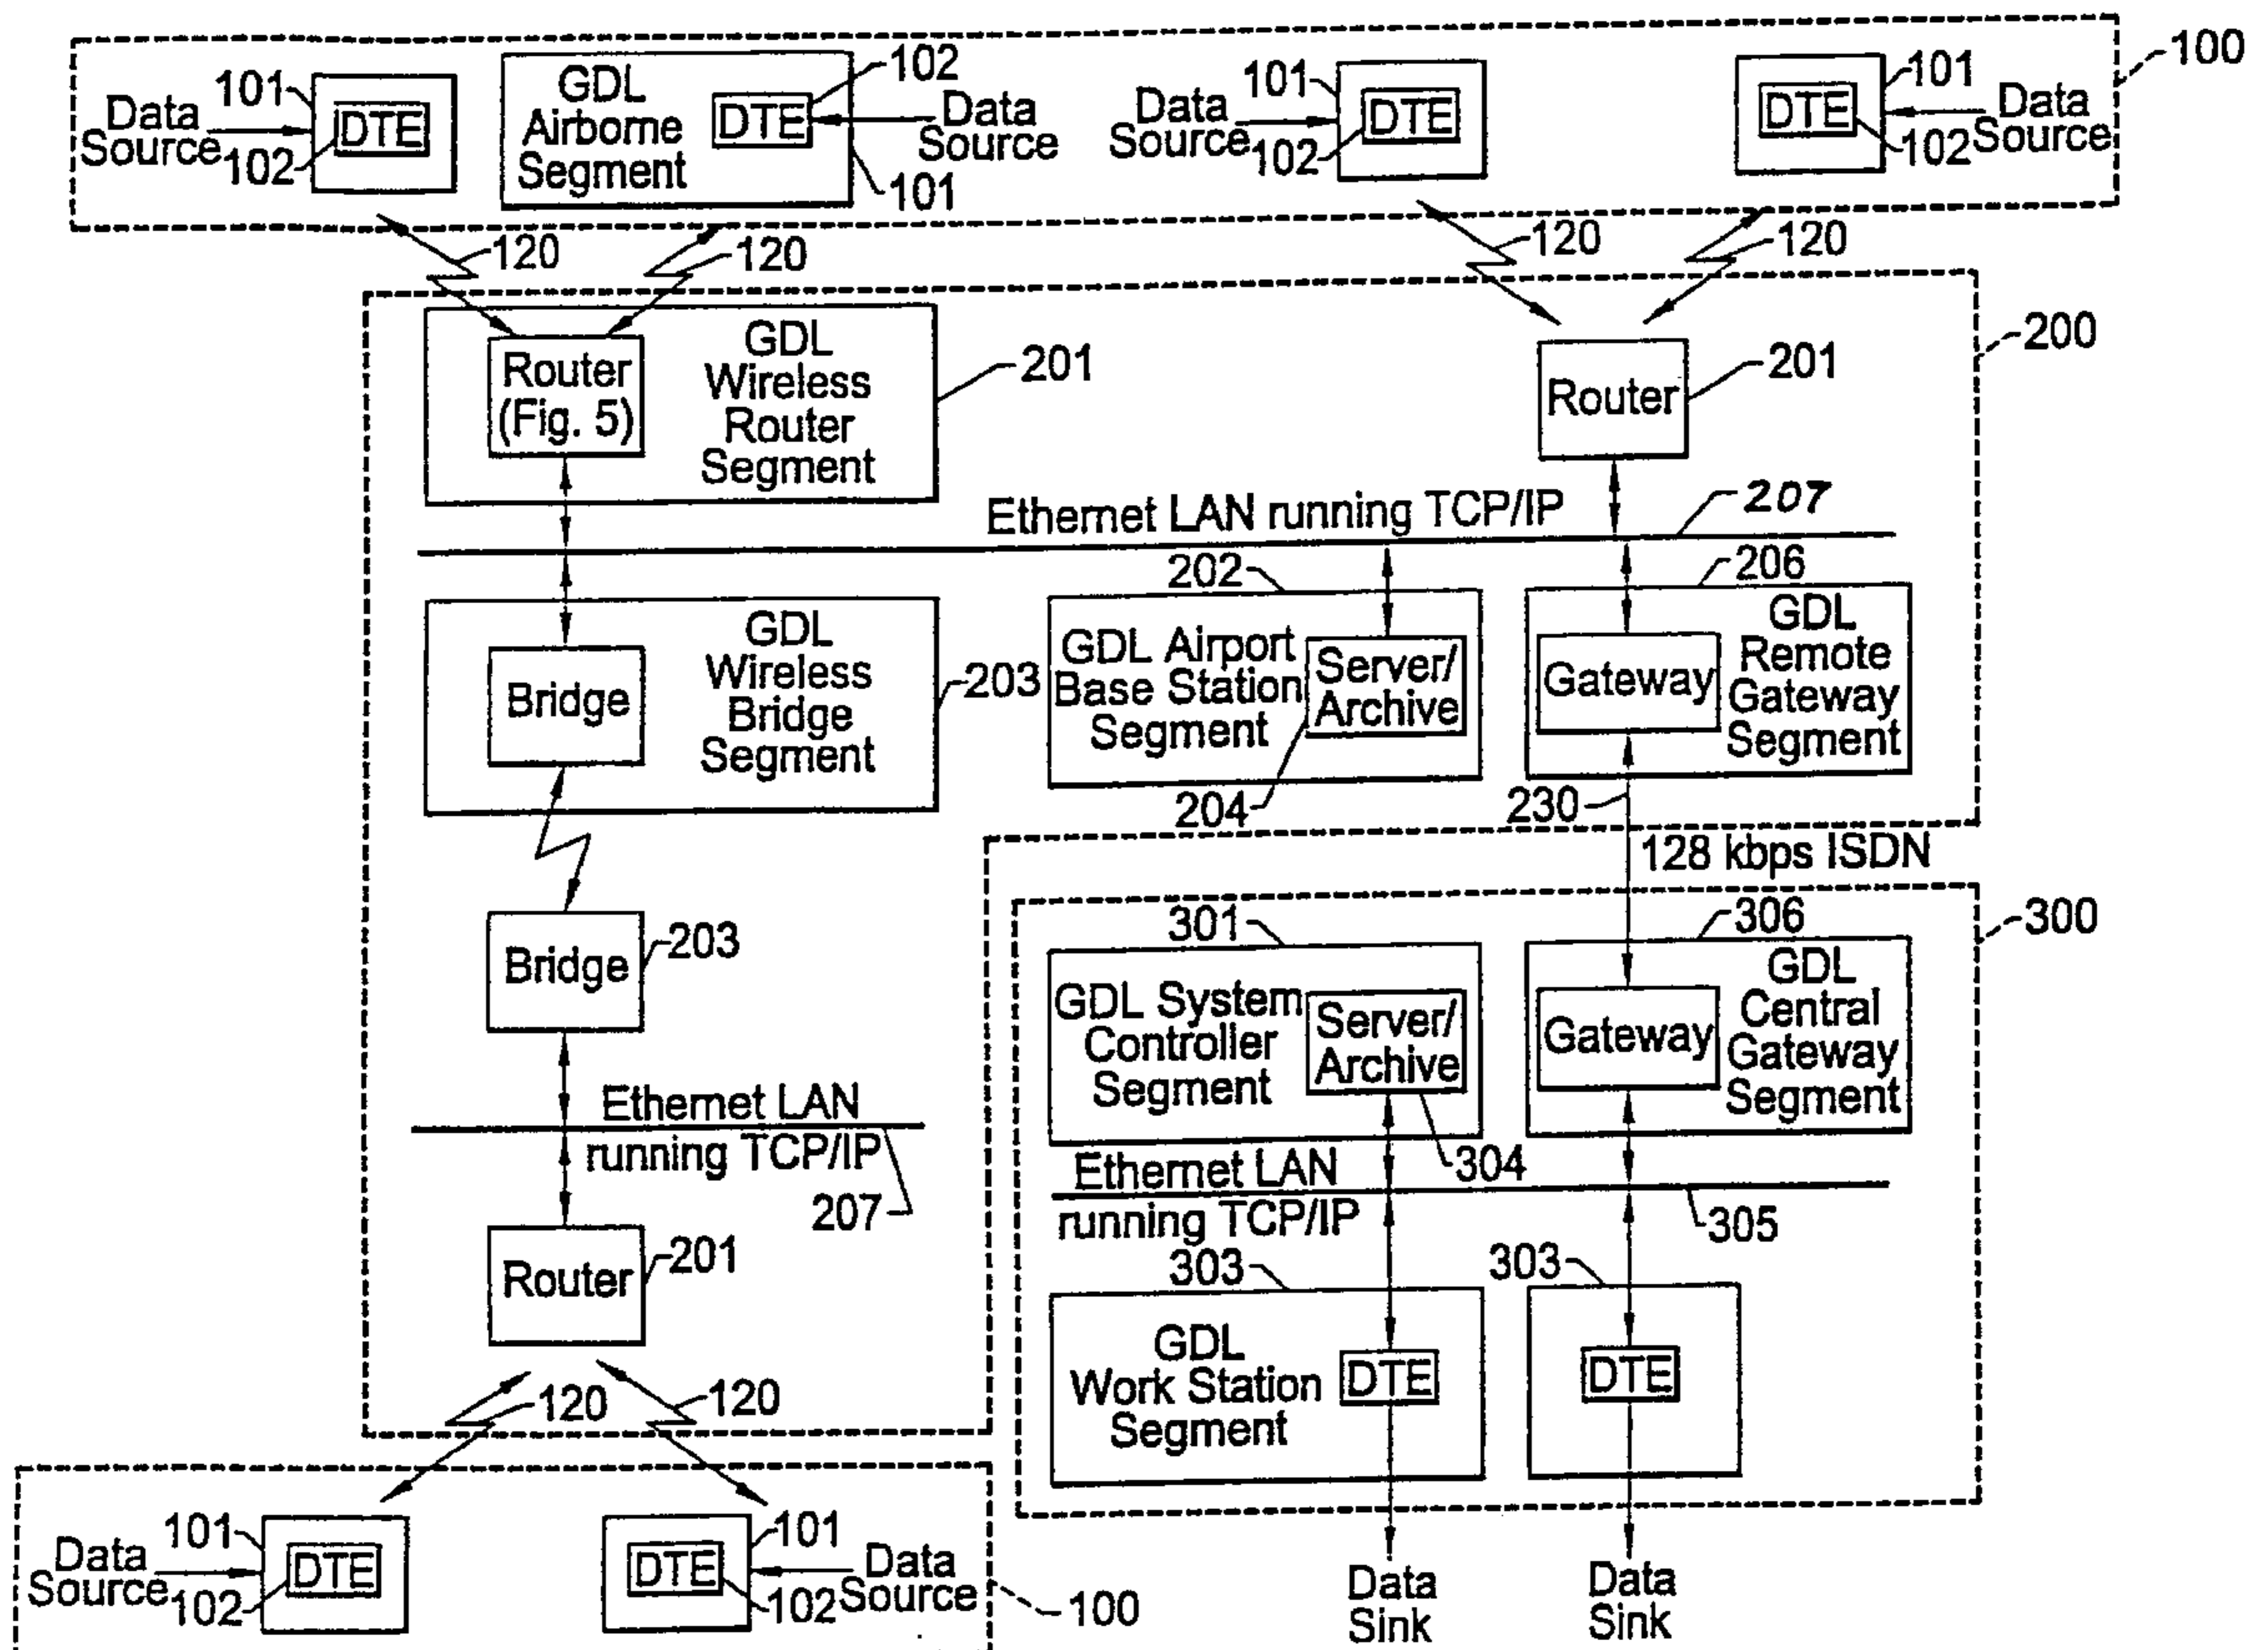 100
101
Data
Source
102
DTE
GDL
Airborne
Segment
DTE
102
Data
Source
101
Data
Source
101
102
DTE
DTE
101
102
Data
Source
120
120
120
120
200
Router
(Fig. 5)
GDL
Wireless
Router
Segment
201
Router
201
Ethernet LAN running TCP/IP
207
Bridge
GDL
Wireless
Bridge
Segment
203
202
GDL Airport
Base Station
Segment
Server/
Archive
204
206
Gateway
GDL
Remote
Gateway
Segment
230
128 kbps ISDN
Bridge
203
Ethernet LAN
running TCP/IP
207
Router
201
120
120
300
301
GDL System
Controller
Segment
Server/
Archive
304
306
Gateway
GDL
Central
Gateway
Segment
Ethernet LAN
running TCP/IP
305
303
GDL
Work Station
Segment
DTE
303
DTE
Data
Sink
Data
Sink
Data
Source
101
102
DTE
DTE
101
102
Data
Source
100